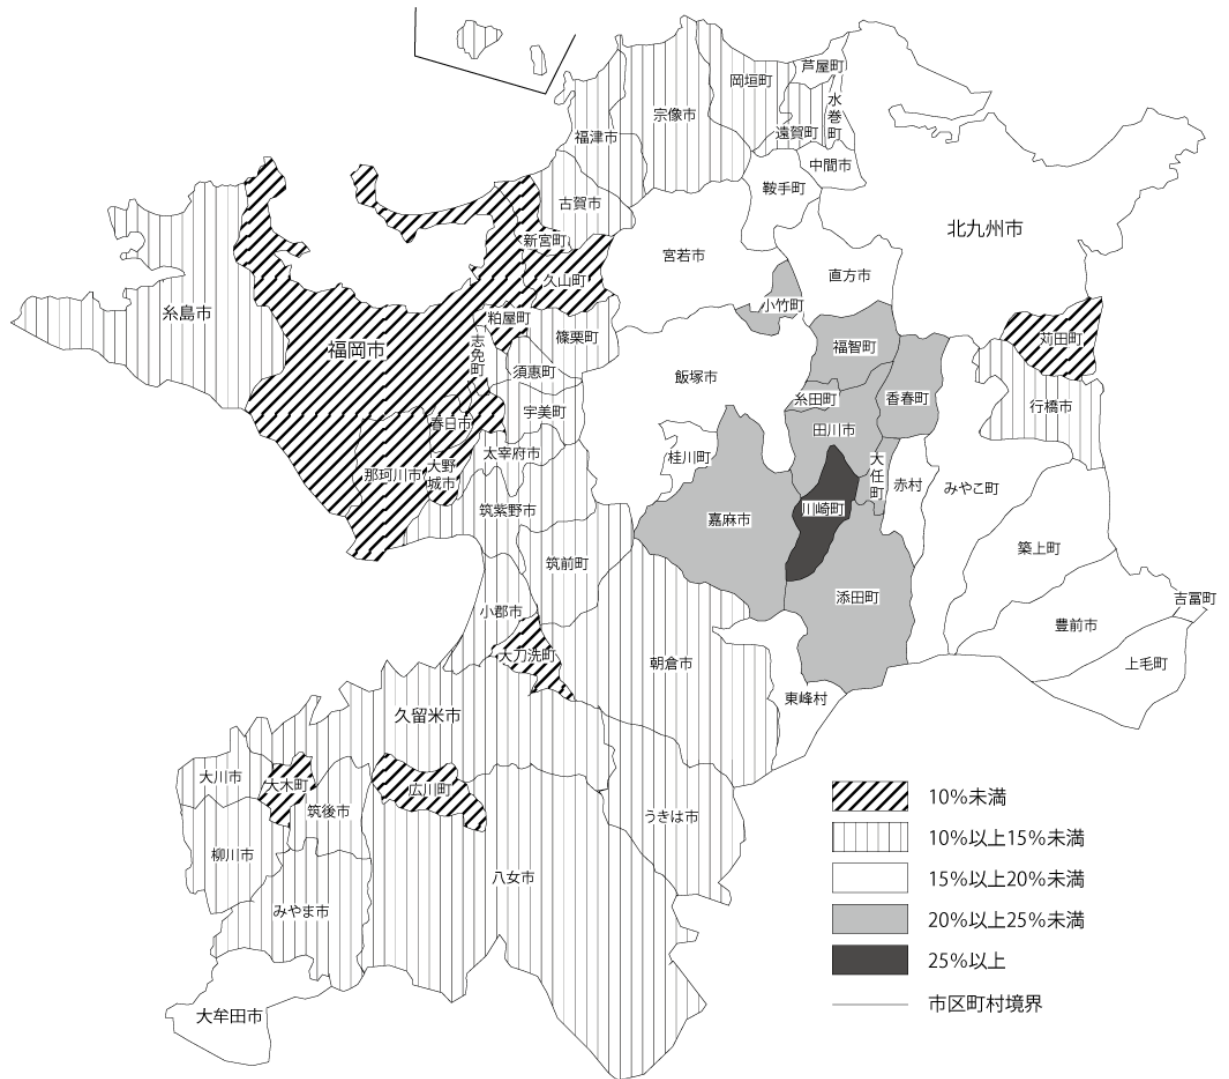 芦屋町
岡垣町
水巻町
宗像市
遠賀町
福津市
中間市
鞍手町
古賀市
北九州市
新宮町
宮若市
直方市
久山町
小竹町
糸島市
粕屋町
篠栗町
苅田町
福岡市
志免町
福智町
須惠町
飯塚市
糸田町
香春町
宇美町
行橋市
春日市
田川市
太宰府市
桂川町
大野城市
那珂川市
大任町
赤村
みやこ町
筑紫野市
川崎町
嘉麻市
築上町
筑前町
添田町
吉冨町
小郡市
豊前市
大刀洗町
朝倉市
上毛町
東峰村
久留米市
大川市
大木町
広川町
筑後市
うきは市
柳川市
八女市
みやま市
大牟田市
10%未満
10%以上15%未満
15%以上20%未満
20%以上25%未満
25%以上
市区町村境界